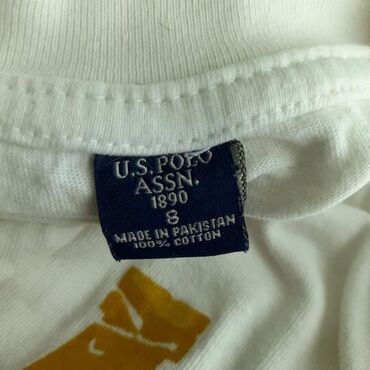 U.S. POLO
ASSN.
1890
8
MADE IN PAKISTAN
100% COTTON